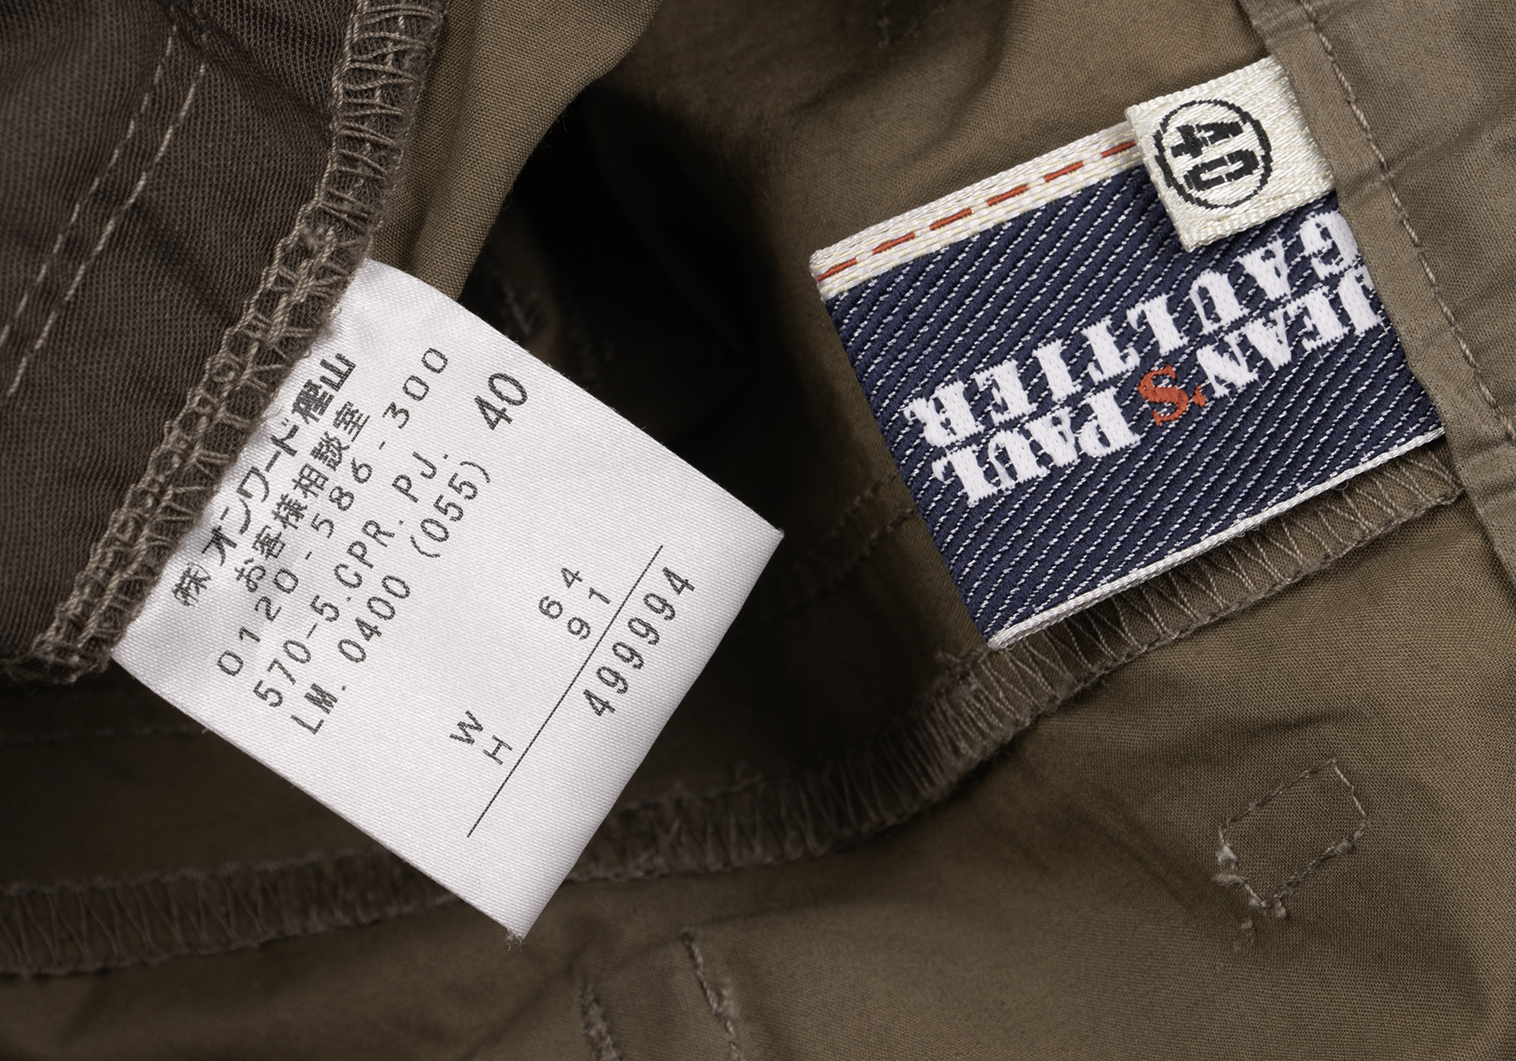 ㈱オンワード樫山
お客様相談室
0120-586-300
40
570-5.CPR.PJ.
LM. 0400 (055)
W 64
H 91
499994
40
JEAN'S PAUL
GAULTIER